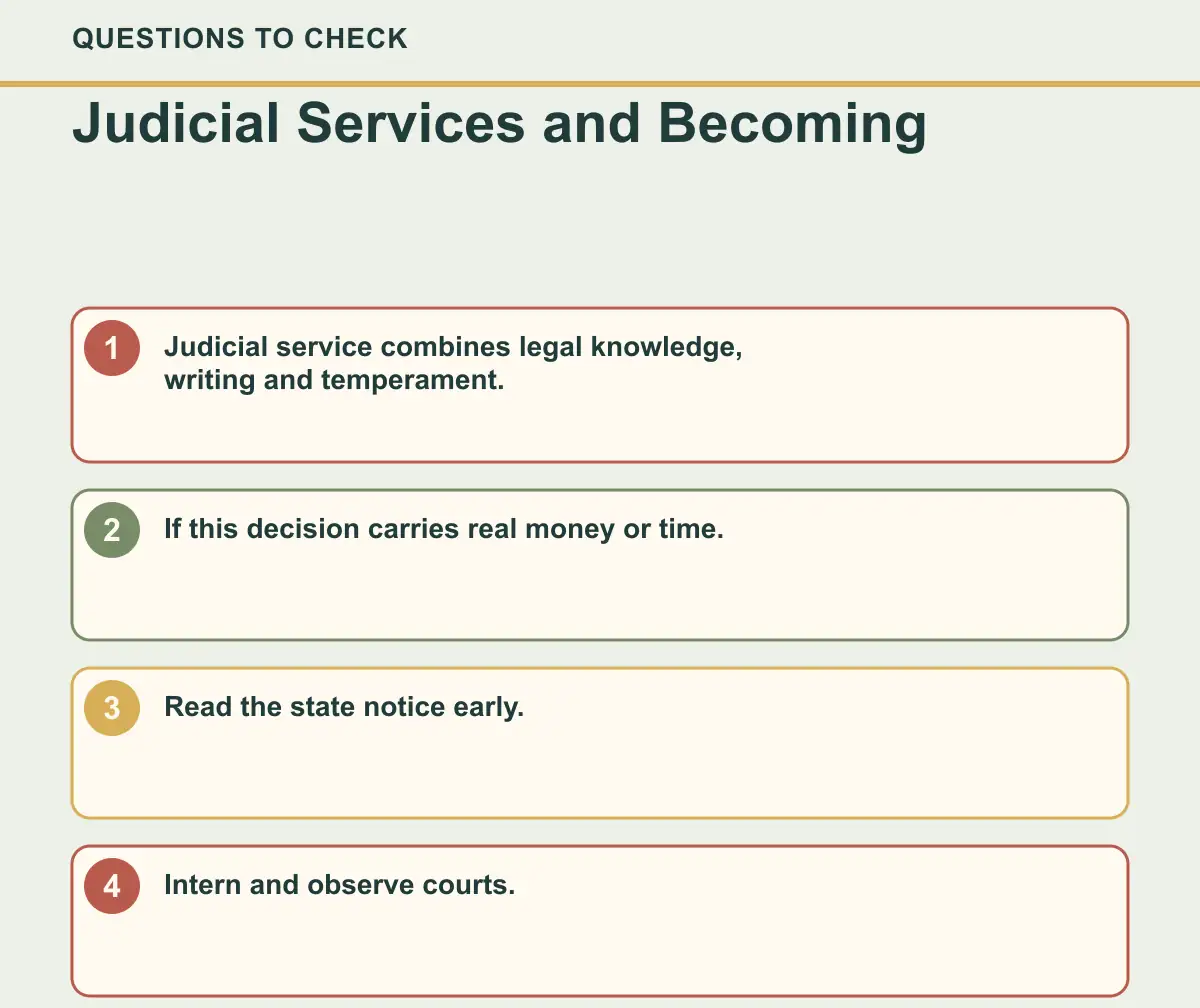 QUESTIONS TO CHECK
Judicial Services and Becoming
1
Judicial service combines legal knowledge,
writing and temperament.
2
If this decision carries real money or time.
3
Read the state notice early.
4
Intern and observe courts.